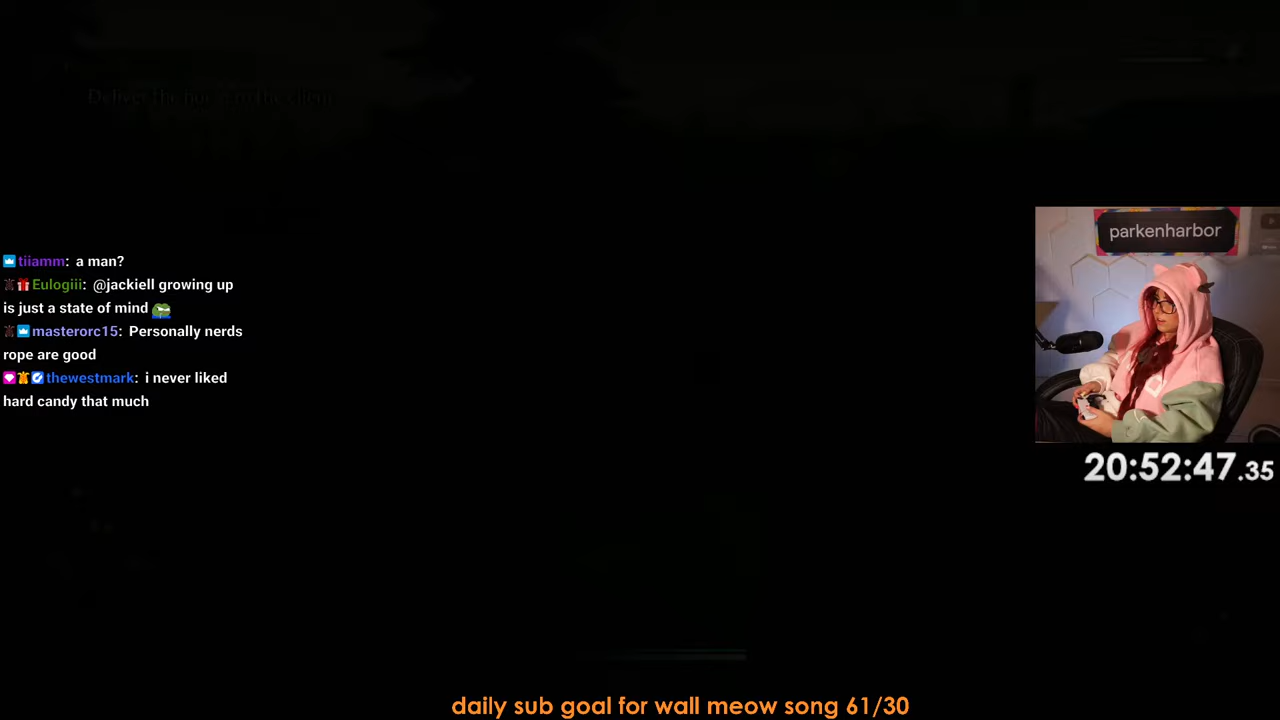 Deliver the
tiiamm: a man?
Eulogiii: @jackiell growing up
is just a state of mind
masterorc15: Personally nerds
rope are good
thewestmark: i never liked
hard candy that much
parkenharbor
20:52:47.35
daily sub goal for wall meow song 61/30